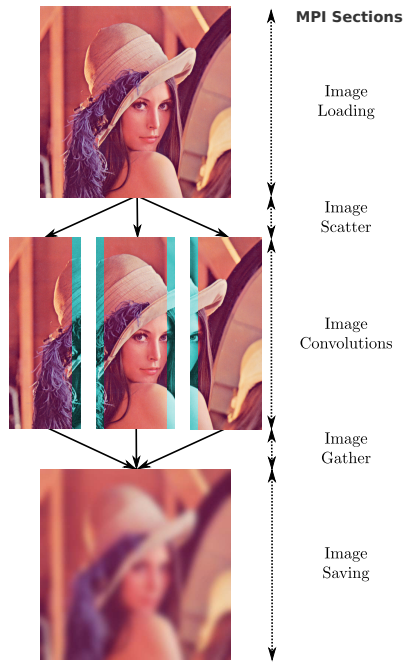 MPI Sections
Image
Loading
Image
Scatter
Image
Convolutions
Image
Gather
Image
Saving